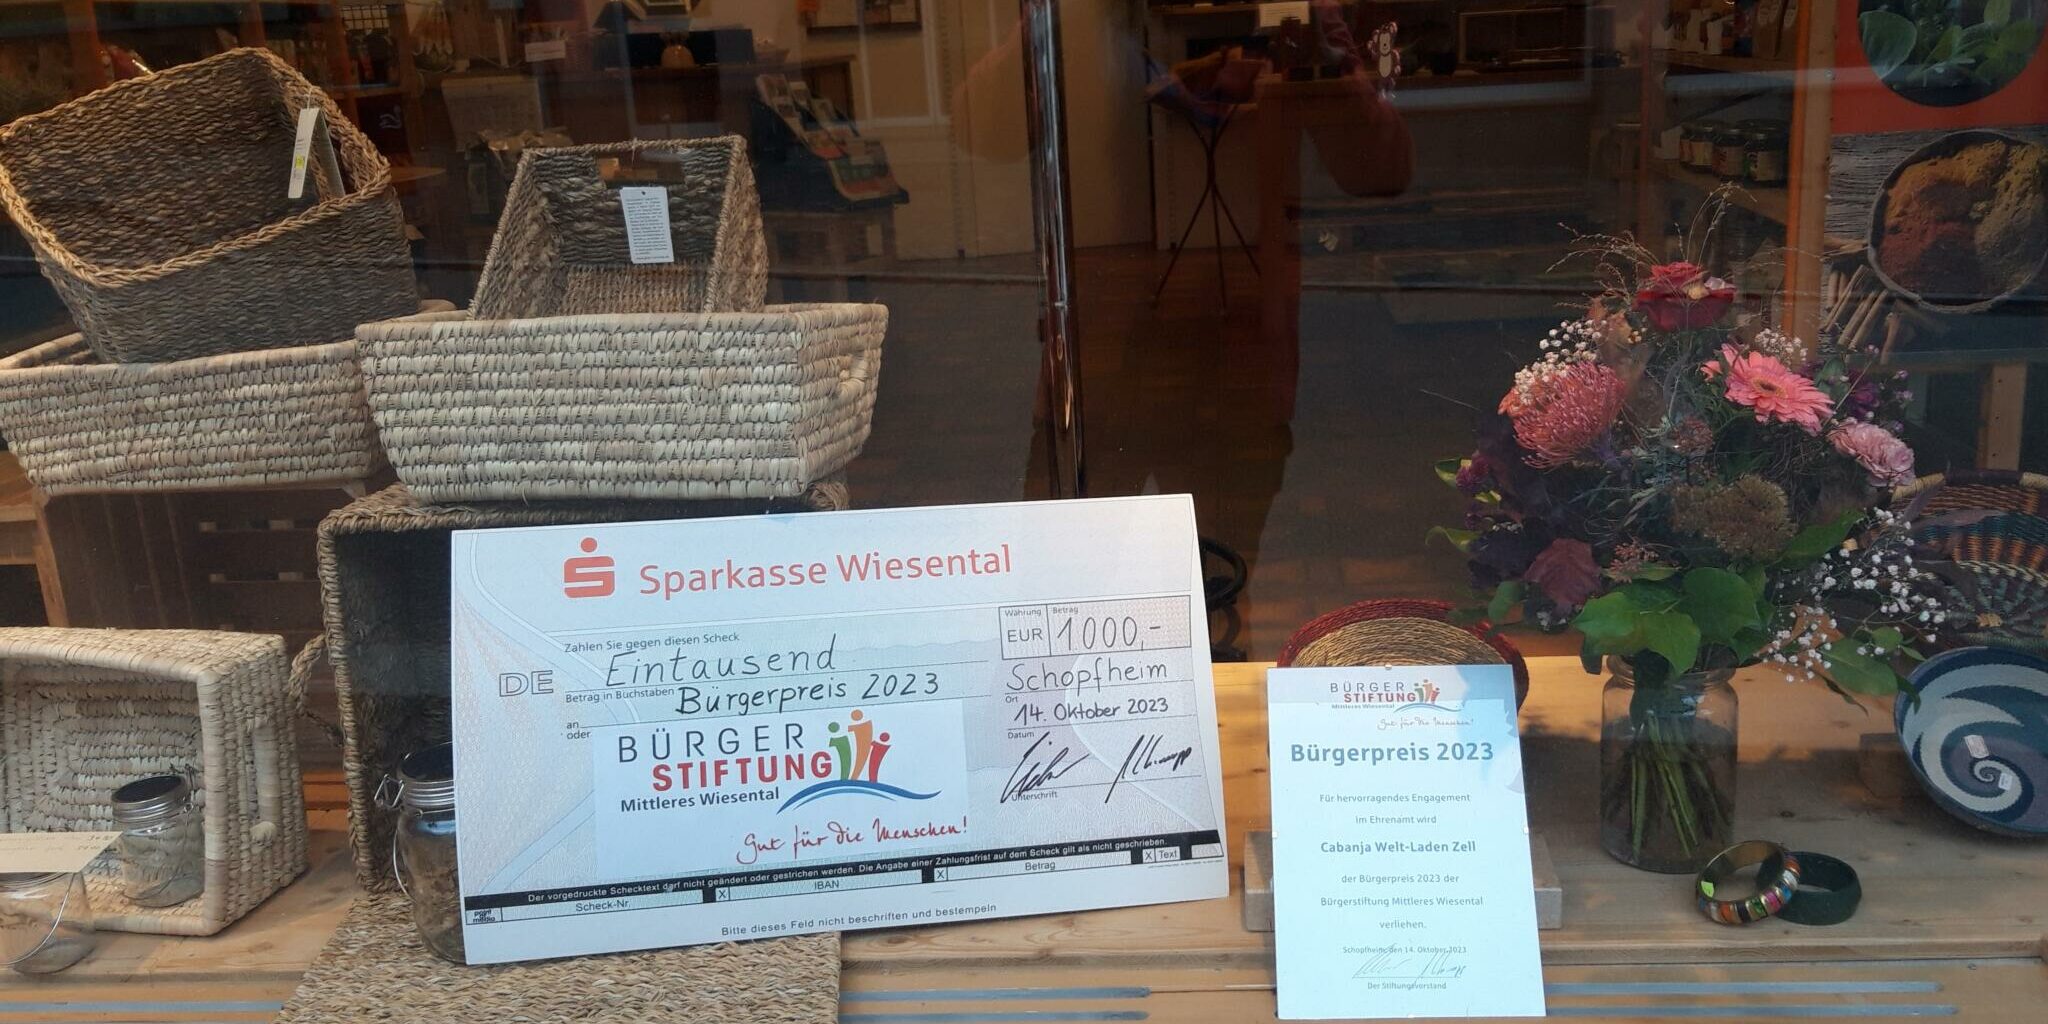 Sparkasse Wiesental
Zahlen Sie gegen diesen Scheck
Eintausend
DE
Betrag in Buchstaben
Bürgerpreis 2023
an
oder
Währung
Betrag
EUR
1000,-
Schopfheim
Ort
14. Oktober 2023
Datum
Unterschrift
BÜRGER
STIFTUNG
Mittleres Wiesental
Gut für die Menschen!
Der vorgedruckte Schecktext darf nicht geändert oder gestrichen werden. Die Angabe einer Zahlungsfrist auf dem Scheck gilt als nicht geschrieben.
Scheck-Nr.
X
IBAN
X
Betrag
X
Text
Bitte dieses Feld nicht beschriften und bestempeln
BÜRGER
STIFTUNG
Mittleres Wiesental
Gut für die Menschen!
Bürgerpreis 2023
Für hervorragendes Engagement
im Ehrenamt wird
Cabanja Welt-Laden Zell
der Bürgerpreis 2023 der
Bürgerstiftung Mittleres Wiesental
verliehen.
Schopfheim, den 14. Oktober 2023
Der Stiftungsvorstand